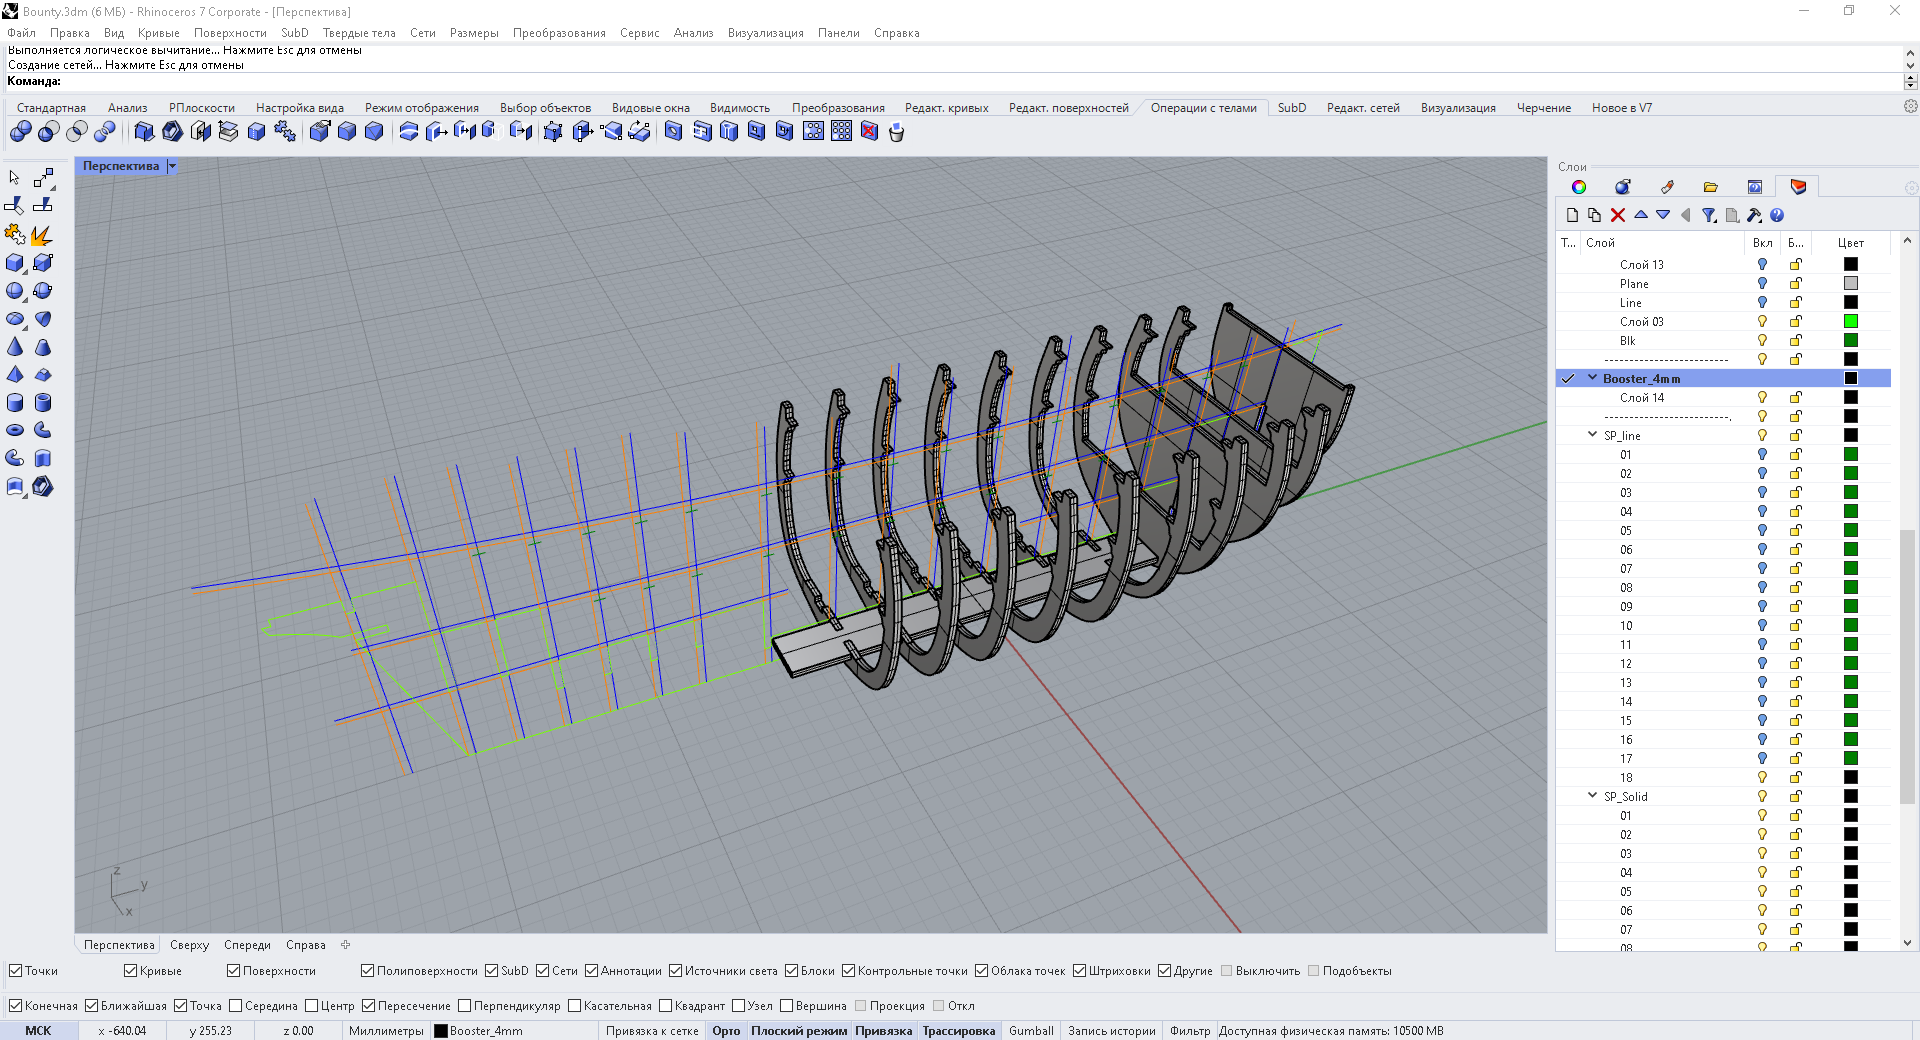 Bounty.3dm (6 МБ) - Rhinoceros 7 Corporate - [Перспектива]
Файл Правка Вид Кривые Поверхности SubD Твердые тела Сети Размеры Преобразования Сервис Анализ Визуализация Панели Справка
Выполняется логическое вычитание... Нажмите Esc для отмены
Создание сетей... Нажмите Esc для отмены
Команда:
Стандартная Анализ РПлоскости Настройка вида Режим отображения Выбор объектов Видовые окна Видимость Преобразования Редакт. кривых Редакт. поверхностей Операции с телами SubD Редакт. сетей Визуализация Черчение Новое в V7
Перспектива
Слои
Т... Слой Вкл Б... Цвет
Слой 13
Plane
Line
Слой 03
Blk
-------------------------
Booster_4mm
Слой 14
-------------------------.
SP_line
01
02
03
04
05
06
07
08
09
10
11
12
13
14
15
16
17
18
SP_Solid
01
02
03
04
05
06
07
08
z
y
x
Перспектива Сверху Спереди Справа
Точки Кривые Поверхности Полиповерхности SubD Сети Аннотации Источники света Блоки Контрольные точки Облака точек Штриховки Другие Выключить Подобъекты
Конечная Ближайшая Точка Середина Центр Пересечение Перпендикуляр Касательная Квадрант Узел Вершина Проекция Откл
МСК x -640.04 y 255.23 z 0.00 Миллиметры Booster_4mm Привязка к сетке Орто Плоский режим Привязка Трассировка Gumball Запись истории Фильтр Доступная физическая память: 10500 MB